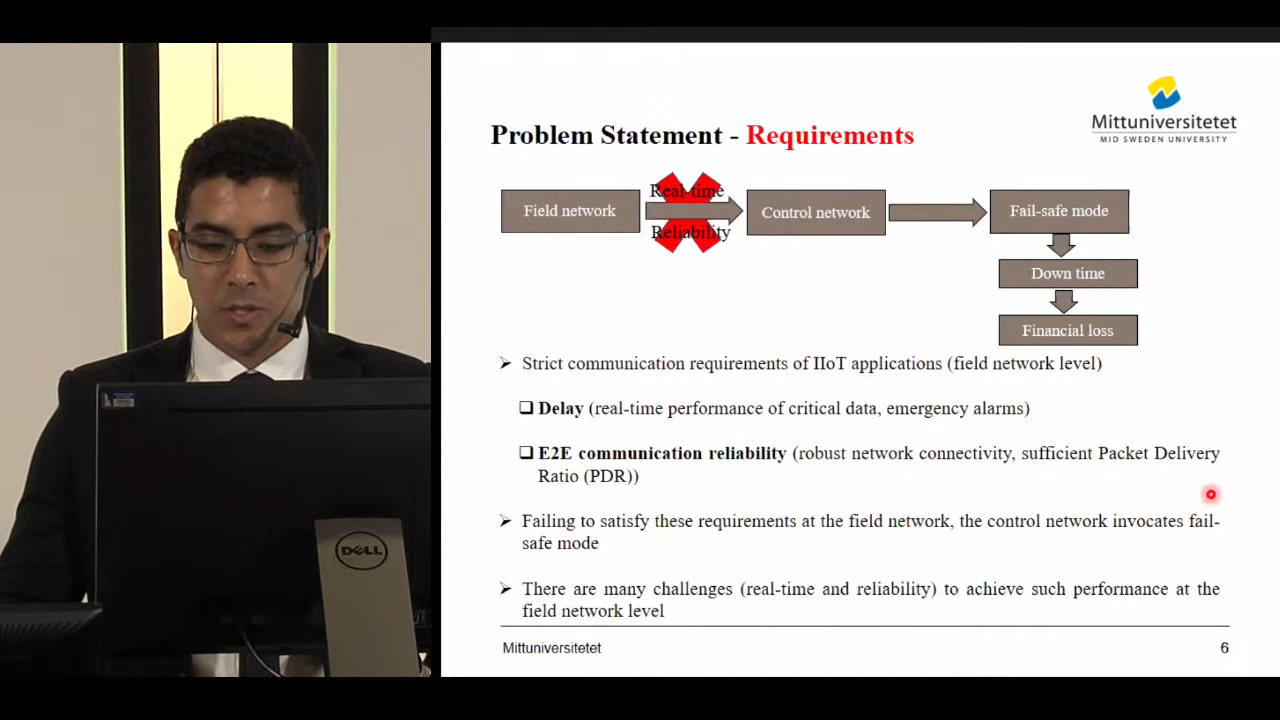 Mittuniversitetet
MID SWEDEN UNIVERSITY
Problem Statement - Requirements
Field network
Real-time
Reliability
Control network
Fail-safe mode
Down time
Financial loss
➢ Strict communication requirements of IIoT applications (field network level)
❑ Delay (real-time performance of critical data, emergency alarms)
❑ E2E communication reliability (robust network connectivity, sufficient Packet Delivery
Ratio (PDR))
➢ Failing to satisfy these requirements at the field network, the control network invocates fail-
safe mode
➢ There are many challenges (real-time and reliability) to achieve such performance at the
field network level
Mittuniversitetet
6
DELL